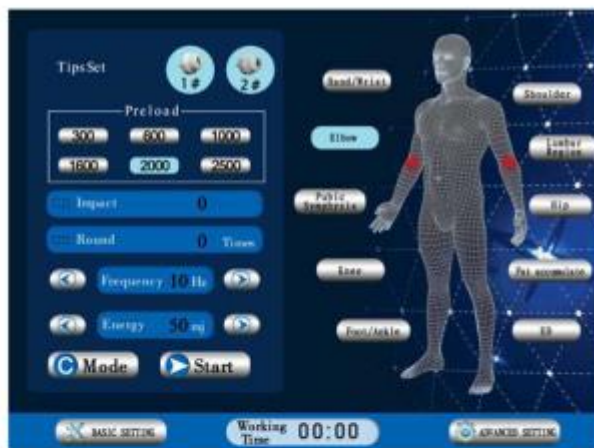 Tips Set
1#
2#
Preload
300
800
1000
1600
2000
2500
Impact 0
Round 0 Times
Frequency 10 Hz
Energy 50 mj
C Mode
Start
Hand/Wrist
Elbow
Pubic
Symphysis
Knee
Foot/Ankle
Shoulder
Lumbar
Region
Hip
Fat accumulate
ED
BASIC SETTING
Working
Time
00:00
ADVANCED SETTING